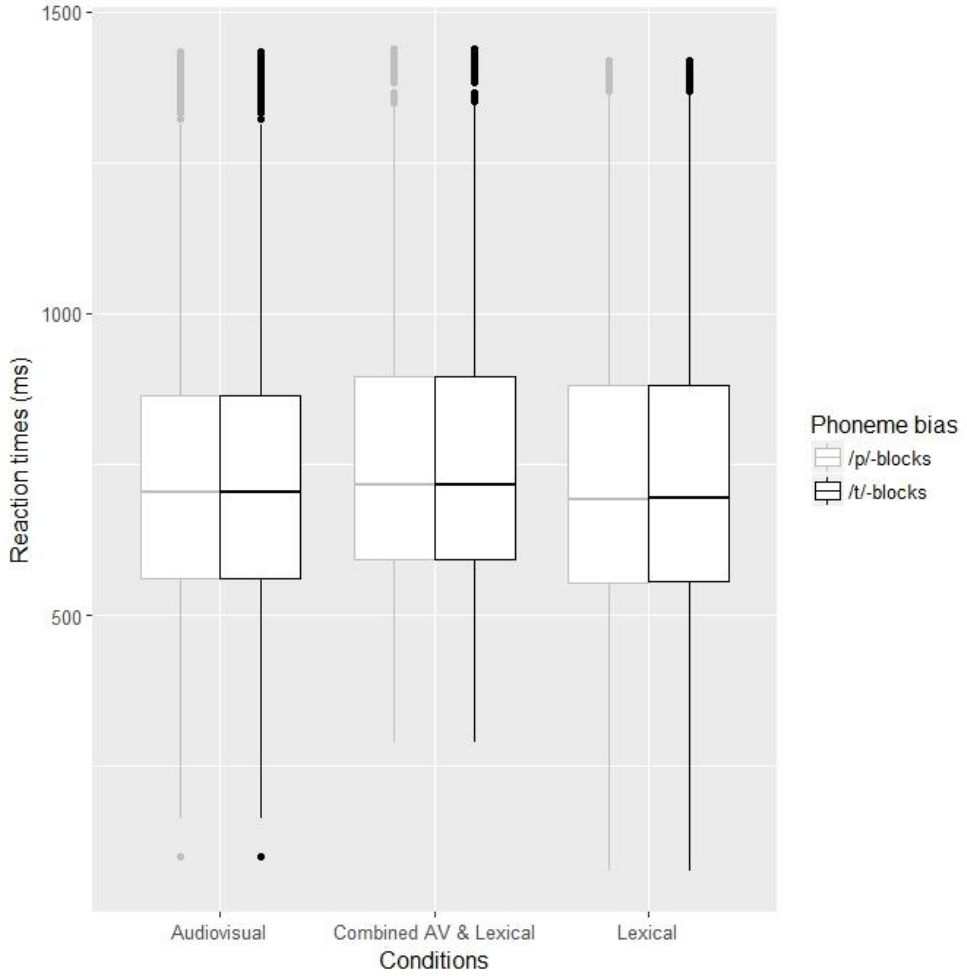 1500
1000
500
Reaction times (ms)
Audiovisual
Combined AV & Lexical
Lexical
Conditions
Phoneme bias
/p/-blocks
/t/-blocks